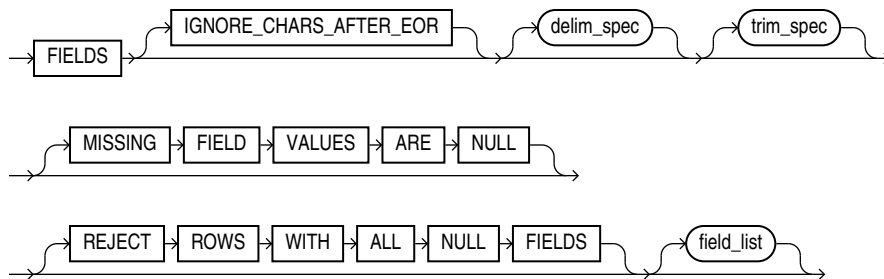 FIELDS IGNORE_CHARS_AFTER_EOR delim_spec trim_spec
MISSING FIELD VALUES ARE NULL
REJECT ROWS WITH ALL NULL FIELDS field_list